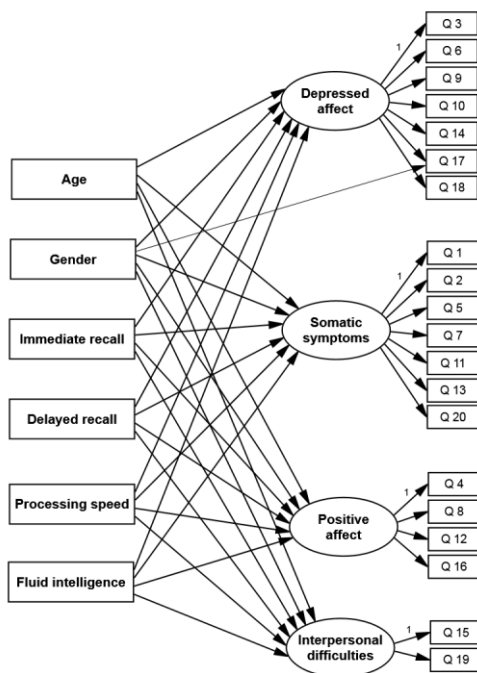 Age
Gender
Immediate recall
Delayed recall
Processing speed
Fluid intelligence
Depressed
affect
1
Q 3
Q 6
Q 9
Q 10
Q 14
Q 17
Q 18
Somatic
symptoms
1
Q 1
Q 2
Q 5
Q 7
Q 11
Q 13
Q 20
Positive
affect
1
Q 4
Q 8
Q 12
Q 16
Interpersonal
difficulties
1
Q 15
Q 19